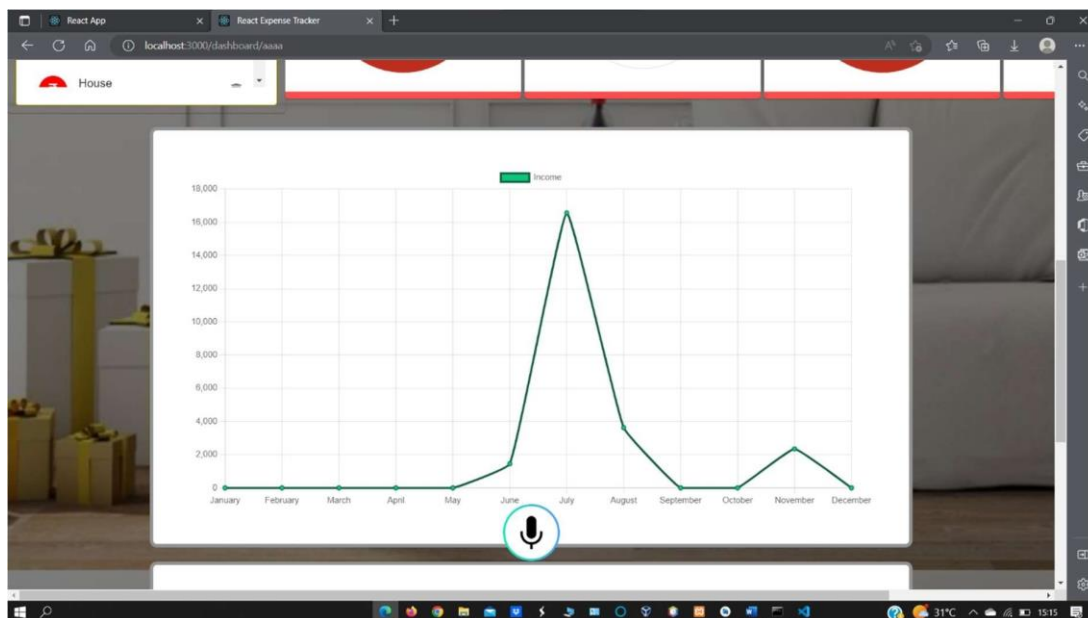 React App
React Expense Tracker
localhost:3000/dashboard/aaaa
House
Income
18,000
16,000
14,000
12,000
10,000
8,000
6,000
4,000
2,000
0
January February March April May June July August September October November December
31°C
15:15